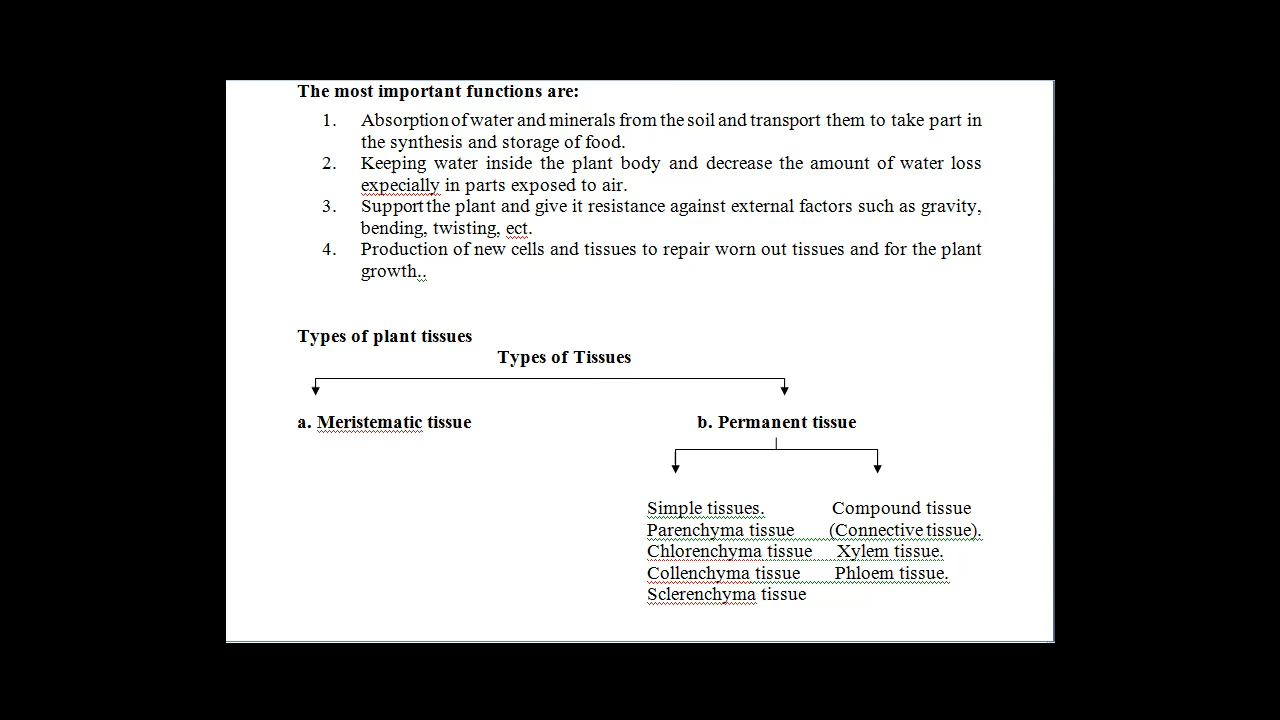 The most important functions are:
1. Absorption of water and minerals from the soil and transport them to take part in
the synthesis and storage of food.
2. Keeping water inside the plant body and decrease the amount of water loss
expecially in parts exposed to air.
3. Support the plant and give it resistance against external factors such as gravity,
bending, twisting, ect.
4. Production of new cells and tissues to repair worn out tissues and for the plant
growth..
Types of plant tissues
Types of Tissues
a. Meristematic tissue b. Permanent tissue
Simple tissues. Compound tissue
Parenchyma tissue (Connective tissue).
Chlorenchyma tissue Xylem tissue.
Collenchyma tissue Phloem tissue.
Sclerenchyma tissue